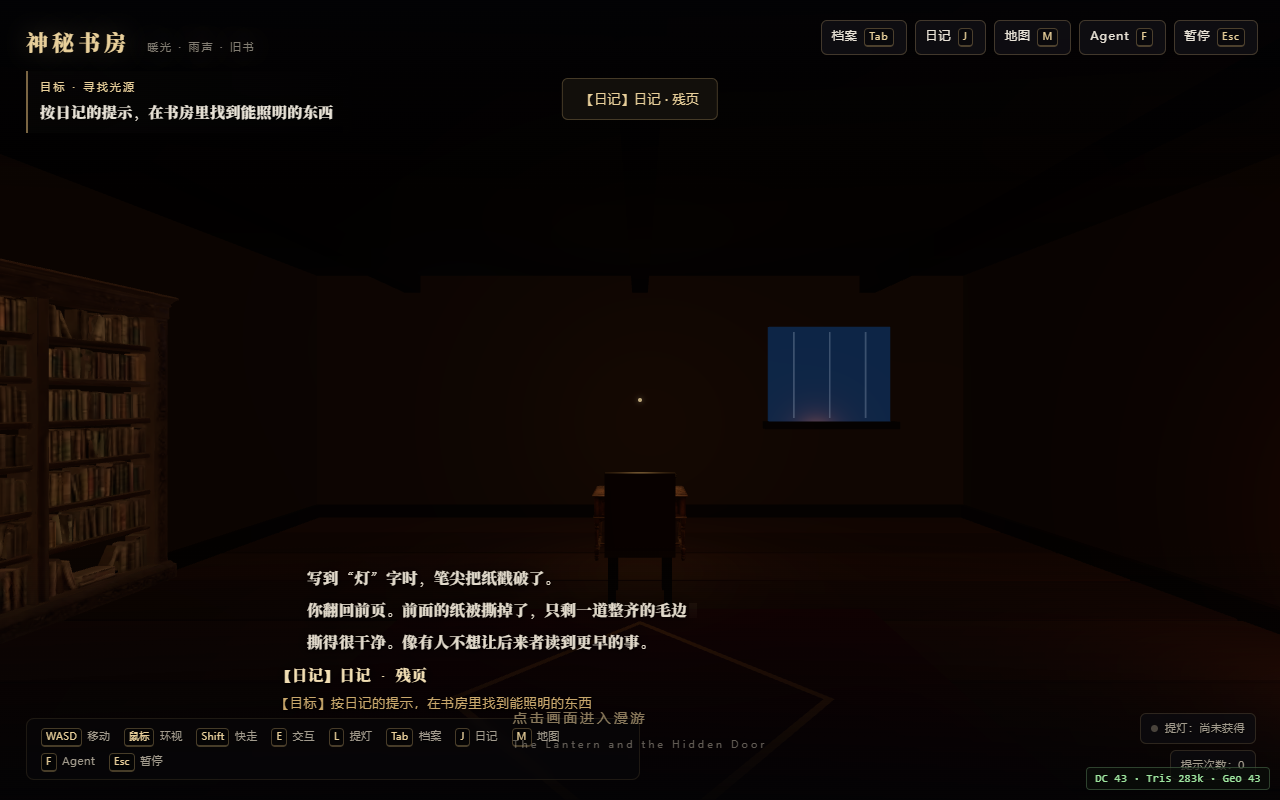 神秘书房 暖光 · 雨声 · 旧书
档案 Tab 日记 J 地图 M Agent F 暂停 Esc
目标 · 寻找光源
按日记的提示，在书房里找到能照明的东西
【日记】日记 · 残页
写到“灯”字时，笔尖把纸戳破了。
你翻回前页。前面的纸被撕掉了，只剩一道整齐的毛边
撕得很干净。像有人不想让后来者读到更早的事。
【日记】日记 · 残页
【目标】按日记的提示，在书房里找到能照明的东西
点击画面进入漫游
The Lantern and the Hidden Door
WASD 移动 鼠标 环视 Shift 快走 E 交互 L 提灯 Tab 档案 J 日记 M 地图
F Agent Esc 暂停
提灯：尚未获得
提示次数：0
DC 43 · Tris 283k · Geo 43